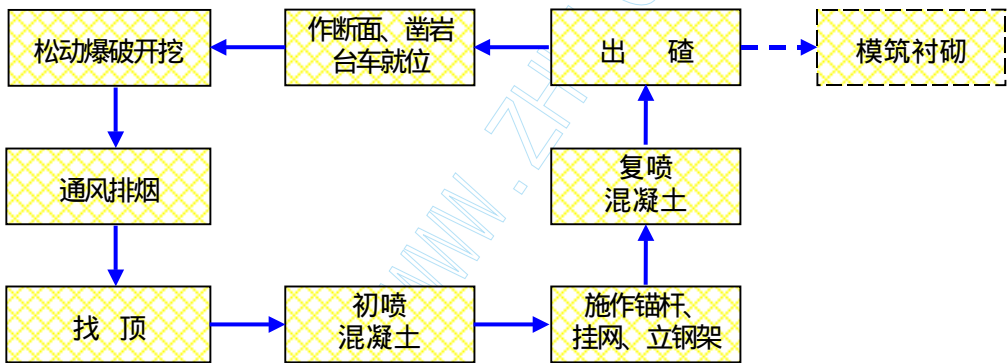 松动爆破开挖
作断面、凿岩
台车就位
出 碴
模筑衬砌
通风排烟
复喷
混凝土
找 顶
初喷
混凝土
施作锚杆、
挂网、立钢架
WWW.ZH